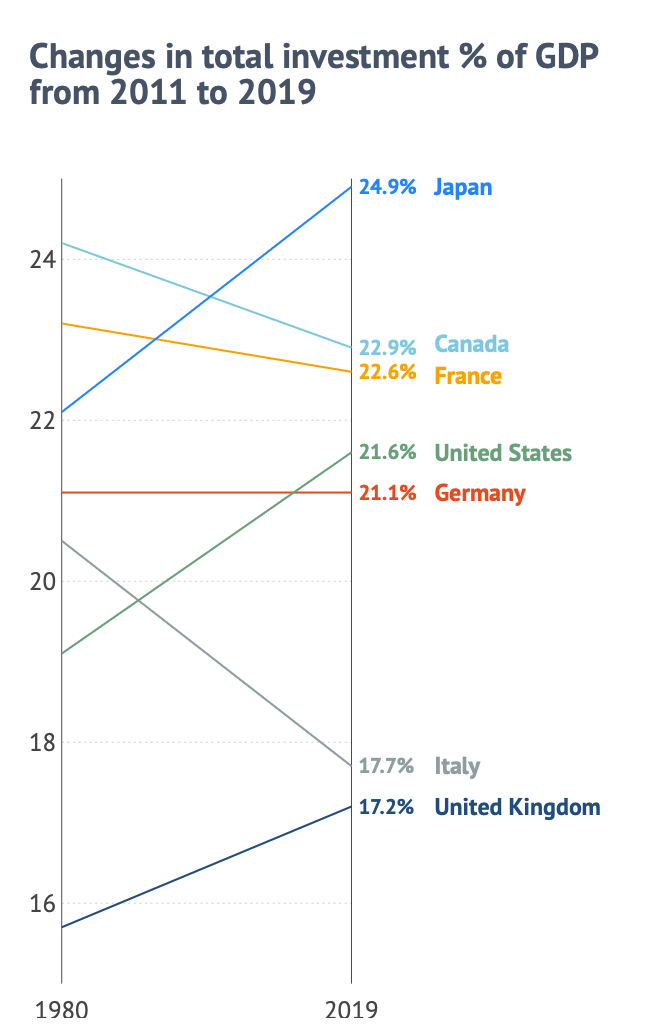 Changes in total investment % of GDP
from 2011 to 2019
24.9% Japan
24
22.9% Canada
22.6% France
22
21.6% United States
21.1% Germany
20
18
17.7% Italy
17.2% United Kingdom
16
1980 2019